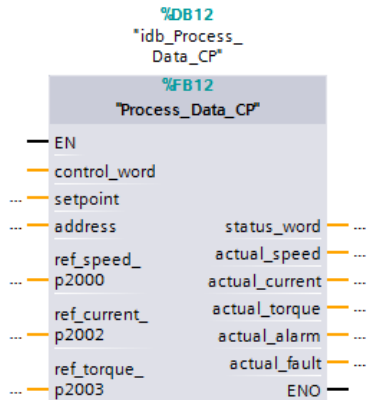 %DB12
"idb_Process_
Data_CP"
%FB12
"Process_Data_CP"
EN
control_word
... setpoint
... address status_word ...
ref_speed_ actual_speed ...
... p2000 actual_current ...
ref_current_ actual_torque ...
... p2002 actual_alarm ...
ref_torque_ actual_fault ...
... p2003 ENO